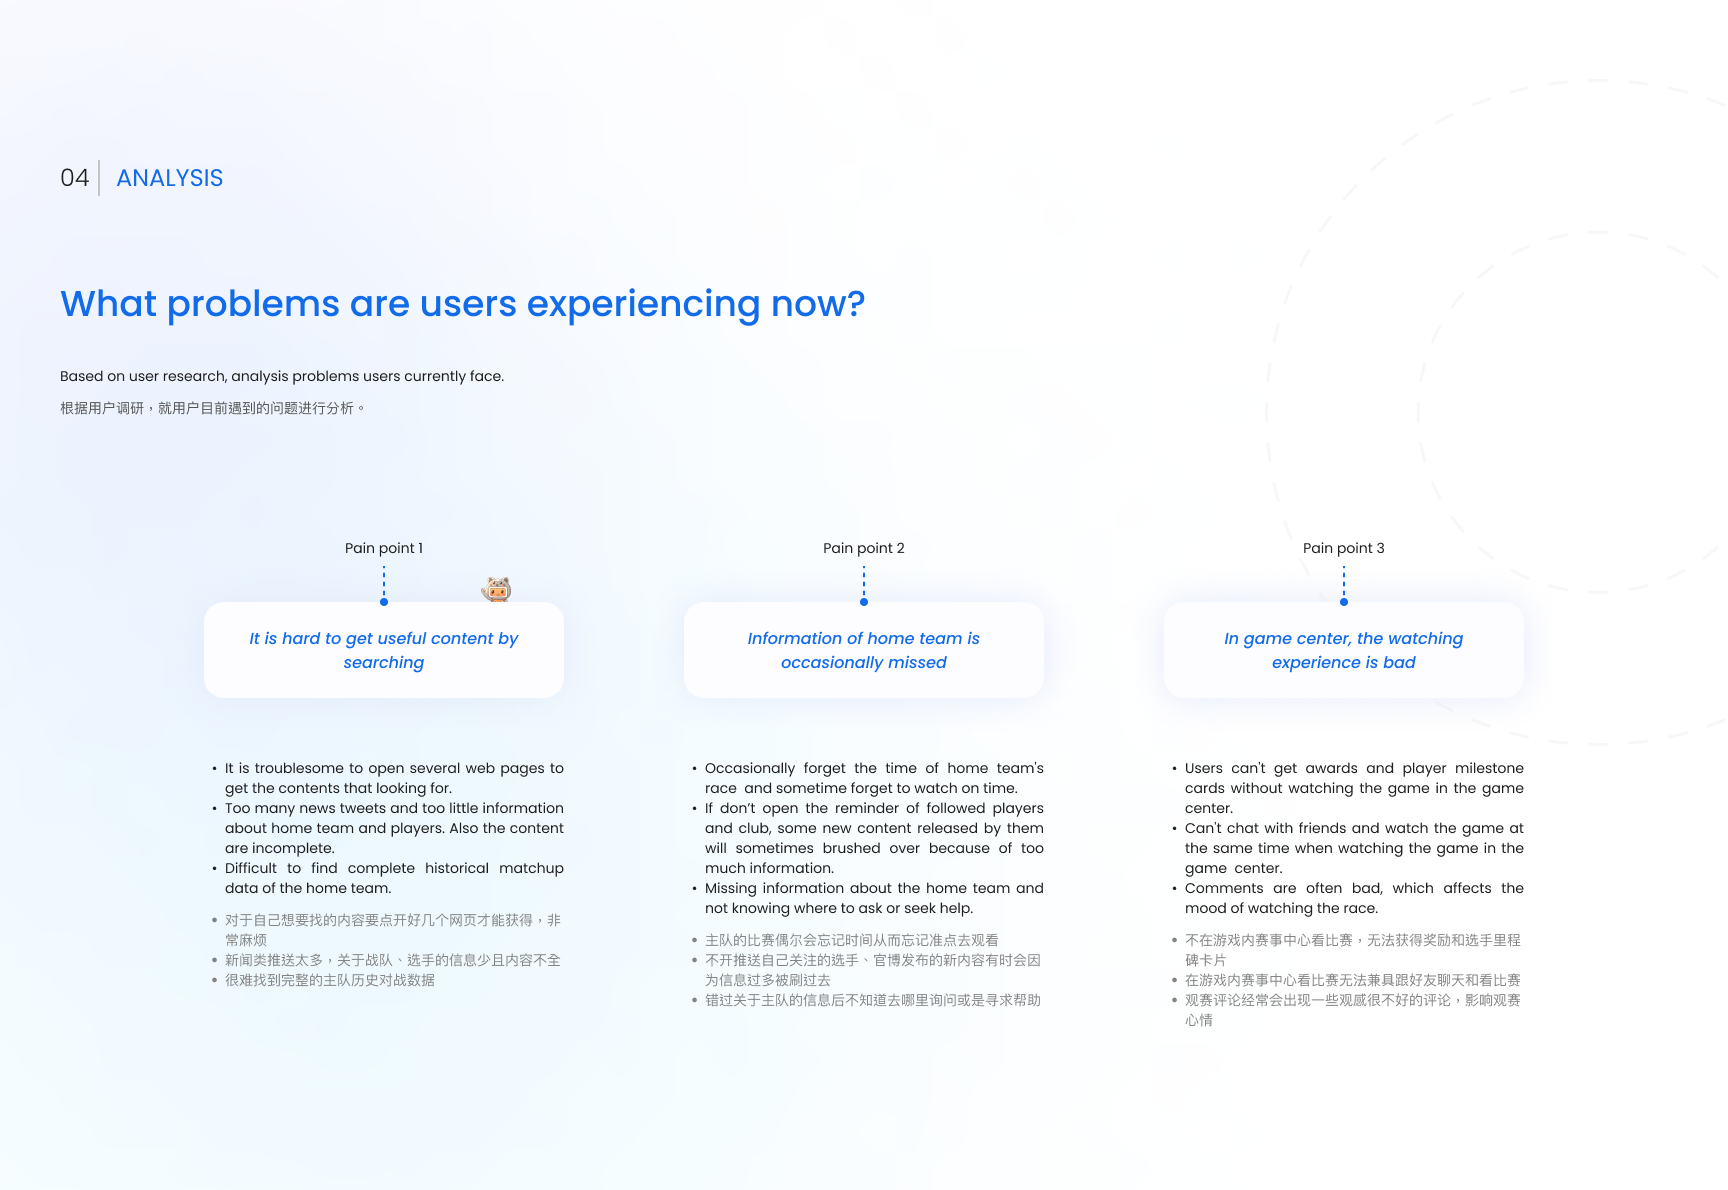 04 ANALYSIS
What problems are users experiencing now?
Based on user research, analysis problems users currently face.
根据用户调研，就用户目前遇到的问题进行分析。
Pain point 1
It is hard to get useful content by
searching
• It is troublesome to open several web pages to
get the contents that looking for.
• Too many news tweets and too little information
about home team and players. Also the content
are incomplete.
• Difficult to find complete historical matchup
data of the home team.
• 对于自己想要找的内容要点开好几个网页才能获得，非
常麻烦
• 新闻类推送太多，关于战队、选手的信息少且内容不全
• 很难找到完整的主队历史对战数据
Pain point 2
Information of home team is
occasionally missed
• Occasionally forget the time of home team's
race and sometime forget to watch on time.
• If don’t open the reminder of followed players
and club, some new content released by them
will sometimes brushed over because of too
much information.
• Missing information about the home team and
not knowing where to ask or seek help.
• 主队的比赛偶尔会忘记时间从而忘记准点去观看
• 不开推送自己关注的选手、官博发布的新内容有时会因
为信息过多被刷过去
• 错过关于主队的信息后不知道去哪里询问或是寻求帮助
Pain point 3
In game center, the watching
experience is bad
• Users can't get awards and player milestone
cards without watching the game in the game
center.
• Can't chat with friends and watch the game at
the same time when watching the game in the
game center.
• Comments are often bad, which affects the
mood of watching the race.
• 不在游戏内赛事中心看比赛，无法获得奖励和选手里程
碑卡片
• 在游戏内赛事中心看比赛无法兼具跟好友聊天和看比赛
• 观赛评论经常会出现一些观感很不好的评论，影响观赛
心情